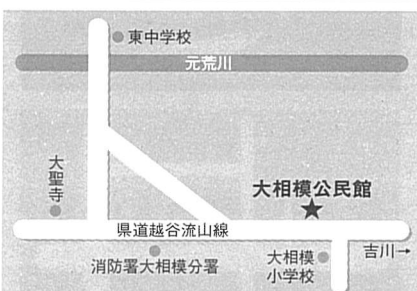 東中学校
元荒川
大聖寺
大相模公民館
県道越谷流山線
消防署大相模分署
大相模
小学校
吉川→